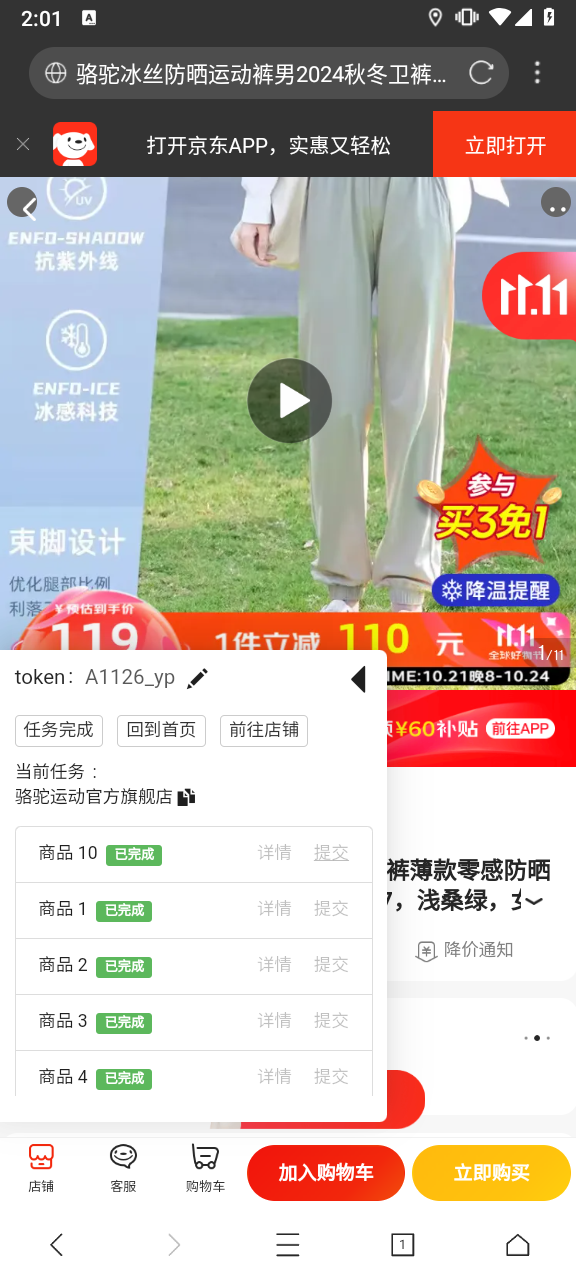 2:01
A
骆驼冰丝防晒运动裤男2024秋冬卫裤...
打开京东APP，实惠又轻松
立即打开
UV
ENFO-SHADOW
抗紫外线
11.11
ENFO-ICE
冰感科技
参与
买3免1
束脚设计
优化腿部比例
降温提醒
￥预估到手价
119
1件立减110元
11.11
全球好物节
1/11
IME:10.21晚8-10.24
token： A1126_yp
¥60补贴
前往APP
任务完成
回到首页
前往店铺
当前任务：
骆驼运动官方旗舰店
商品 10 已完成 详情 提交
裤薄款零感防晒
商品 1 已完成 详情 提交
，浅桑绿，
降价通知
商品 2 已完成 详情 提交
商品 3 已完成 详情 提交
商品 4 已完成 详情 提交
店铺
客服
购物车
加入购物车
立即购买
1